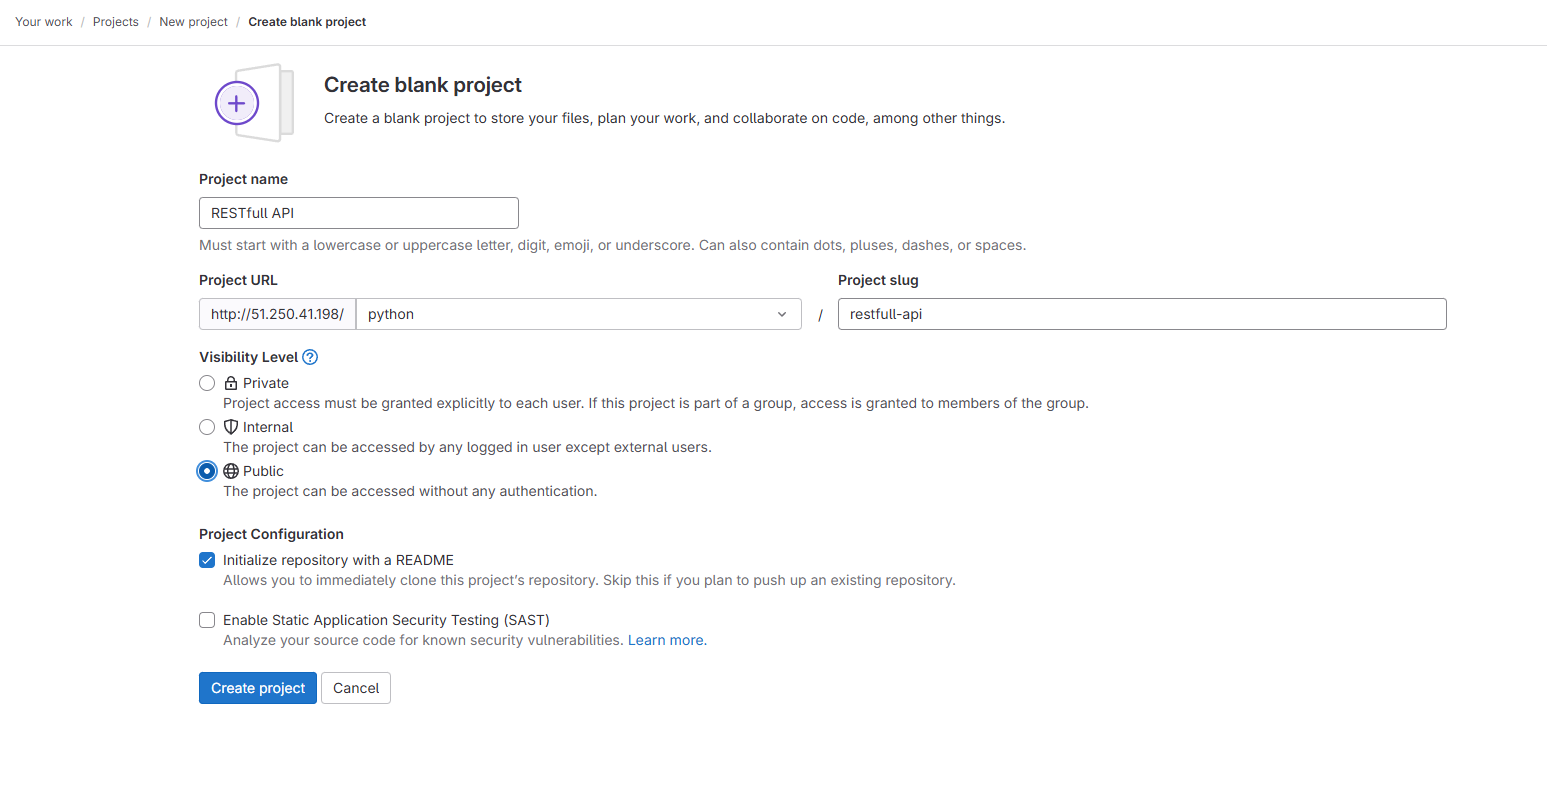 Your work / Projects / New project / Create blank project
Create blank project
Create a blank project to store your files, plan your work, and collaborate on code, among other things.
Project name
RESTfull API
Must start with a lowercase or uppercase letter, digit, emoji, or underscore. Can also contain dots, pluses, dashes, or spaces.
Project URL Project slug
http://51.250.41.198/ python / restfull-api
Visibility Level ?
Private
Project access must be granted explicitly to each user. If this project is part of a group, access is granted to members of the group.
Internal
The project can be accessed by any logged in user except external users.
Public
The project can be accessed without any authentication.
Project Configuration
Initialize repository with a README
Allows you to immediately clone this project's repository. Skip this if you plan to push up an existing repository.
Enable Static Application Security Testing (SAST)
Analyze your source code for known security vulnerabilities. Learn more.
Create project Cancel